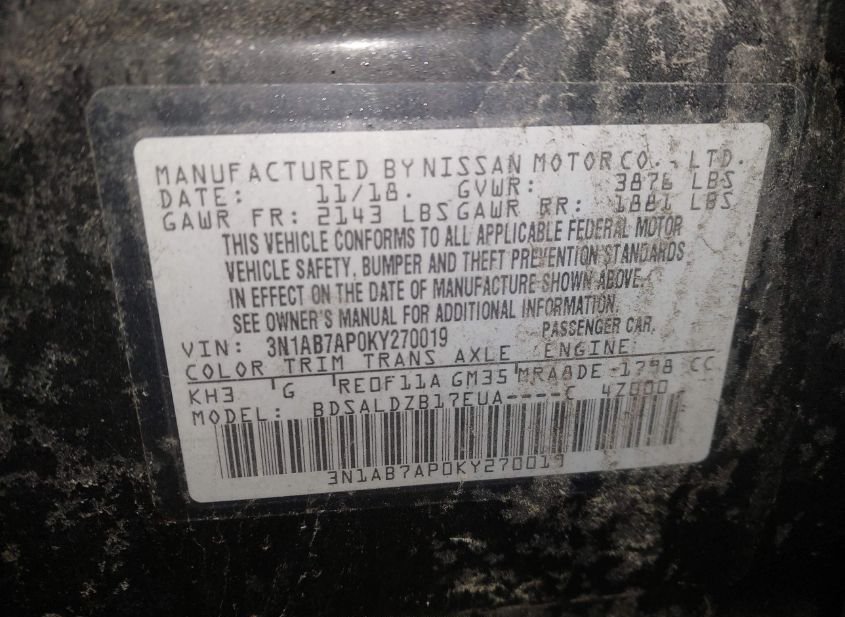 MANUFACTURED BY NISSAN MOTOR CO., LTD.
DATE: 11/18. GVWR: 3876 LBS
GAWR FR: 2143 LBS GAWR RR: 1881 LBS
THIS VEHICLE CONFORMS TO ALL APPLICABLE FEDERAL MOTOR
VEHICLE SAFETY, BUMPER AND THEFT PREVENTION STANDARDS
IN EFFECT ON THE DATE OF MANUFACTURE SHOWN ABOVE.
SEE OWNER'S MANUAL FOR ADDITIONAL INFORMATION.
VIN: 3N1AB7AP0KY270019 PASSENGER CAR.
COLOR TRIM TRANS AXLE ENGINE
KH3 G RE0F11A GM35 MRA8DE 1798 CC
MODEL: BDSALDZB17EUA----C 4Z000
3N1AB7AP0KY270019